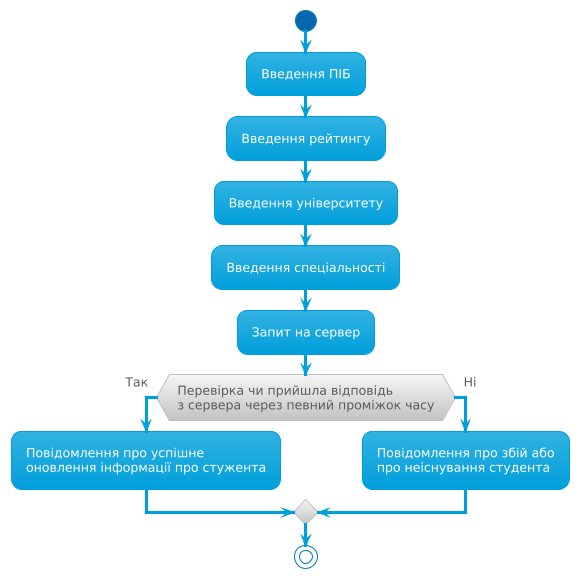 Введення ПІБ
Введення рейтингу
Введення університету
Введення спеціальності
Запит на сервер
Так
Перевірка чи прийшла відповідь
з сервера через певний проміжок часу
Ні
Повідомлення про успішне
оновлення інформації про стужента
Повідомлення про збій або
про неіснування студента